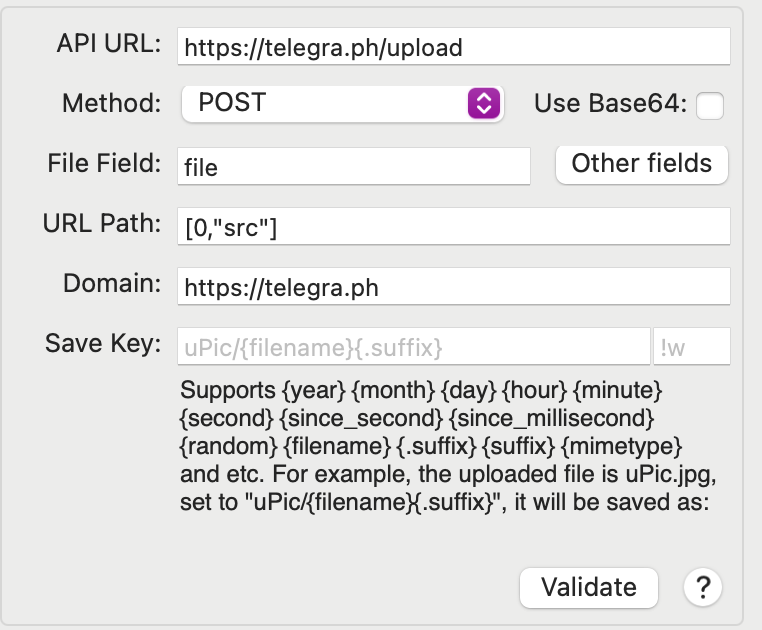 API URL: https://telegra.ph/upload
Method: POST Use Base64:
File Field: file Other fields
URL Path: [0,"src"]
Domain: https://telegra.ph
Save Key: uPic/{filename}{.suffix} !w
Supports {year} {month} {day} {hour} {minute}
{second} {since_second} {since_millisecond}
{random} {filename} {.suffix} {suffix} {mimetype}
and etc. For example, the uploaded file is uPic.jpg,
set to "uPic/{filename}{.suffix}", it will be saved as:
Validate ?